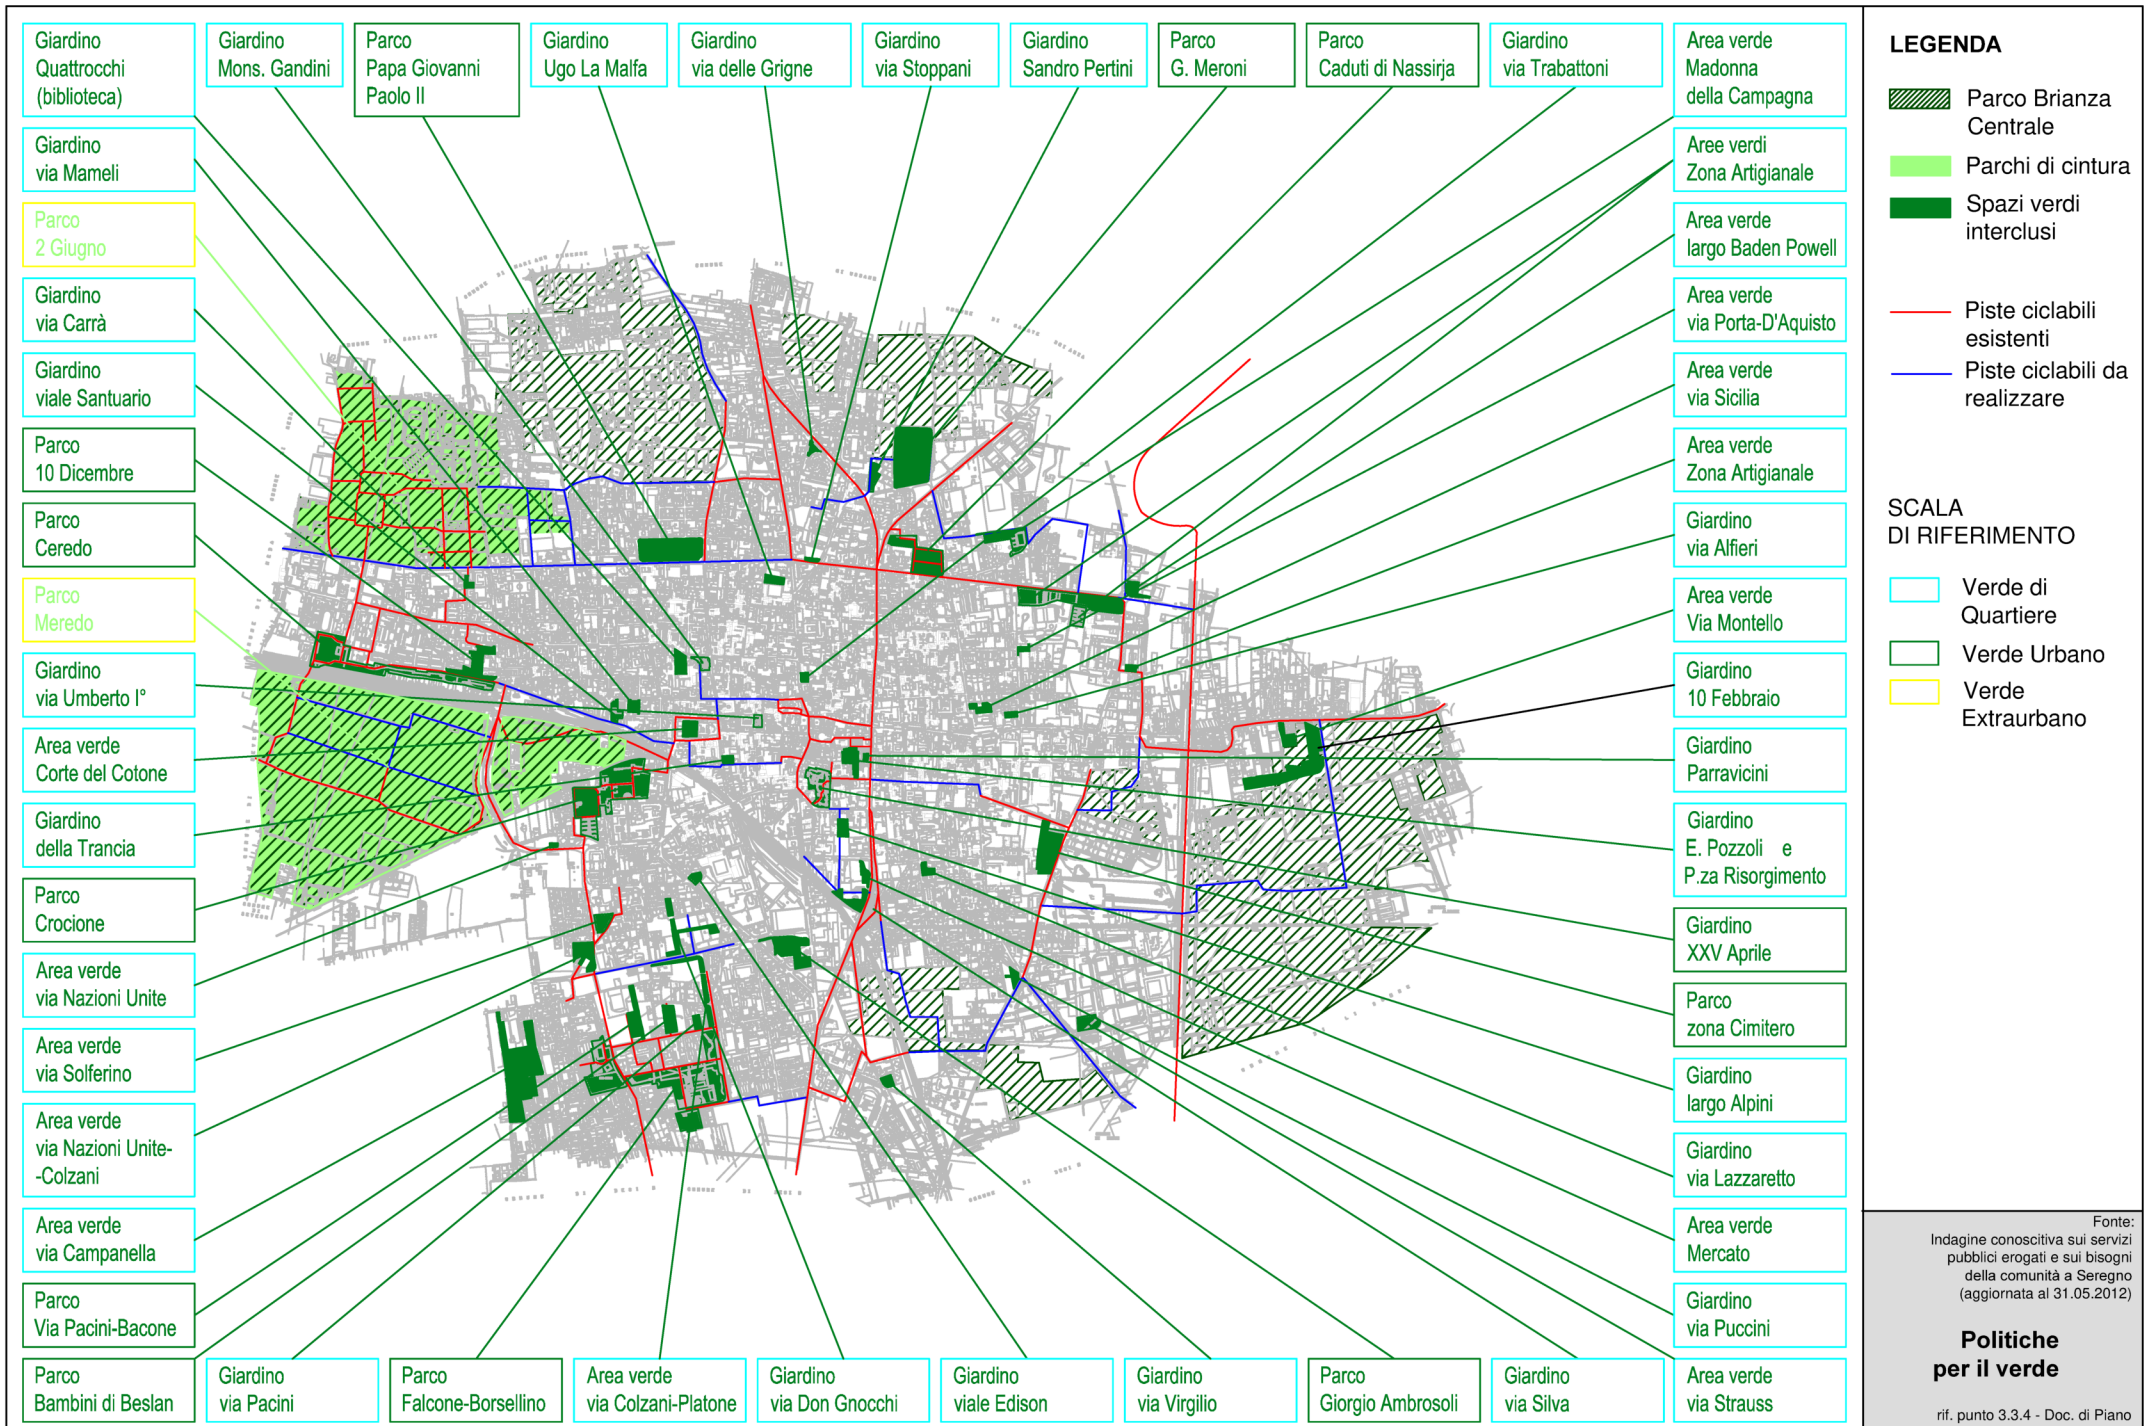 Giardino
Quattrocchi
(biblioteca)
Giardino
Mons. Gandini
Parco
Papa Giovanni
Paolo II
Giardino
Ugo La Malfa
Giardino
via delle Grigne
Giardino
via Stoppani
Giardino
Sandro Pertini
Parco
G. Meroni
Parco
Caduti di Nassirja
Giardino
via Trabattoni
Area verde
Madonna
della Campagna
Giardino
via Mameli
Parco
2 Giugno
Giardino
via Carrà
Giardino
viale Santuario
Parco
10 Dicembre
Parco
Ceredo
Parco
Meredo
Giardino
via Umberto I°
Area verde
Corte del Cotone
Giardino
della Trancia
Parco
Crocione
Area verde
via Nazioni Unite
Area verde
via Solferino
Area verde
via Nazioni Unite-
-Colzani
Area verde
via Campanella
Parco
Via Pacini-Bacone
Parco
Bambini di Beslan
Giardino
via Pacini
Parco
Falcone-Borsellino
Area verde
via Colzani-Platone
Giardino
via Don Gnocchi
Giardino
viale Edison
Giardino
via Virgilio
Parco
Giorgio Ambrosoli
Giardino
via Silva
Area verde
via Strauss
Aree verdi
Zona Artigianale
Area verde
largo Baden Powell
Area verde
via Porta-D'Aquisto
Area verde
via Sicilia
Area verde
Zona Artigianale
Giardino
via Alfieri
Area verde
Via Montello
Giardino
10 Febbraio
Giardino
Parravicini
Giardino
E. Pozzoli e
P.za Risorgimento
Giardino
XXV Aprile
Parco
zona Cimitero
Giardino
largo Alpini
Giardino
via Lazzaretto
Area verde
Mercato
Giardino
via Puccini
LEGENDA
Parco Brianza
Centrale
Parchi di cintura
Spazi verdi
interclusi
Piste ciclabili
esistenti
Piste ciclabili da
realizzare
SCALA
DI RIFERIMENTO
Verde di
Quartiere
Verde Urbano
Verde
Extraurbano
Fonte:
Indagine conoscitiva sui servizi
pubblici erogati e sui bisogni
della comunità a Seregno
(aggiornata al 31.05.2012)
Politiche
per il verde
rif. punto 3.3.4 - Doc. di Piano